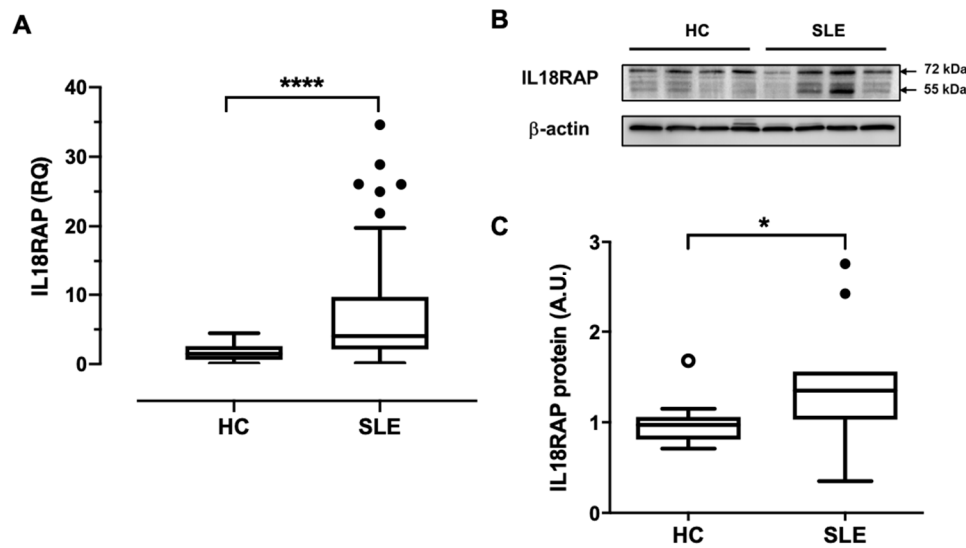 A
****
40
30
20
10
0
IL18RAP (RQ)
HC SLE
B
HC SLE
IL18RAP
72 kDa
55 kDa
β-actin
C
*
3
2
1
0
IL18RAP protein (A.U.)
HC SLE